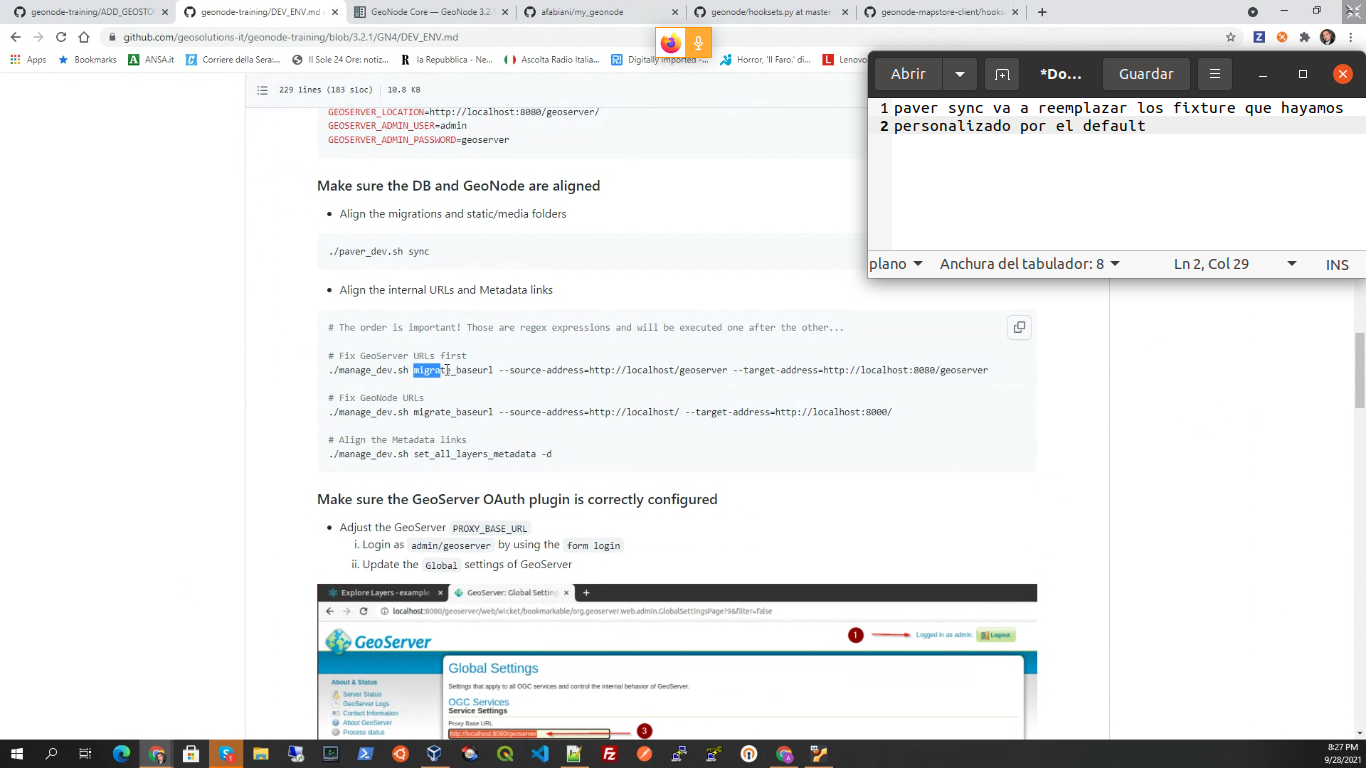 geonode-training/ADD_GEOSTO
geonode-training/DEV_ENV.md
GeoNode Core — GeoNode 3.2.
afabiani/my_geonode
geonode/hooksets.py at master
geonode-mapstore-client/hooks
github.com/geosolutions-it/geonode-training/blob/3.2.1/GN4/DEV_ENV.md
Apps
Bookmarks
ANSA.it
Corriere della Sera:...
Il Sole 24 Ore: notiz...
la Repubblica - Ne...
Ascolta Radio Italia...
Digitally Imported -...
Horror, 'Il Faro.' di...
Lenovo
229 lines (183 sloc) 10.8 KB
GEOSERVER_LOCATION=http://localhost:8080/geoserver/
GEOSERVER_ADMIN_USER=admin
GEOSERVER_ADMIN_PASSWORD=geoserver
Make sure the DB and GeoNode are aligned
• Align the migrations and static/media folders
./paver_dev.sh sync
• Align the internal URLs and Metadata links
# The order is important! Those are regex expressions and will be executed one after the other...
# Fix GeoServer URLs first
./manage_dev.sh migrate_baseurl --source-address=http://localhost/geoserver --target-address=http://localhost:8080/geoserver
# Fix GeoNode URLs
./manage_dev.sh migrate_baseurl --source-address=http://localhost/ --target-address=http://localhost:8000/
# Align the Metadata links
./manage_dev.sh set_all_layers_metadata -d
Make sure the GeoServer OAuth plugin is correctly configured
• Adjust the GeoServer PROXY_BASE_URL
i. Login as admin/geoserver by using the form login
ii. Update the Global settings of GeoServer
Explore Layers - example.
GeoServer: Global Setting
localhost:8080/geoserver/web/wicket/bookmarkable/org.geoserver.web.admin.GlobalSettingsPage?9&filter=false
GeoServer
1
Logged in as admin.
Logout
About & Status
Server Status
GeoServer Logs
Contact Information
About GeoServer
Process status
Global Settings
Settings that apply to all OGC services and control the internal behavior of GeoServer.
OGC Services
Service Settings
Proxy Base URL
http://localhost:8080/geoserver
3
Abrir
*Do...
Guardar
1 paver sync va a reemplazar los fixture que hayamos
2 personalizado por el default
plano
Anchura del tabulador: 8
Ln 2, Col 29
INS
8:27 PM
9/28/2021